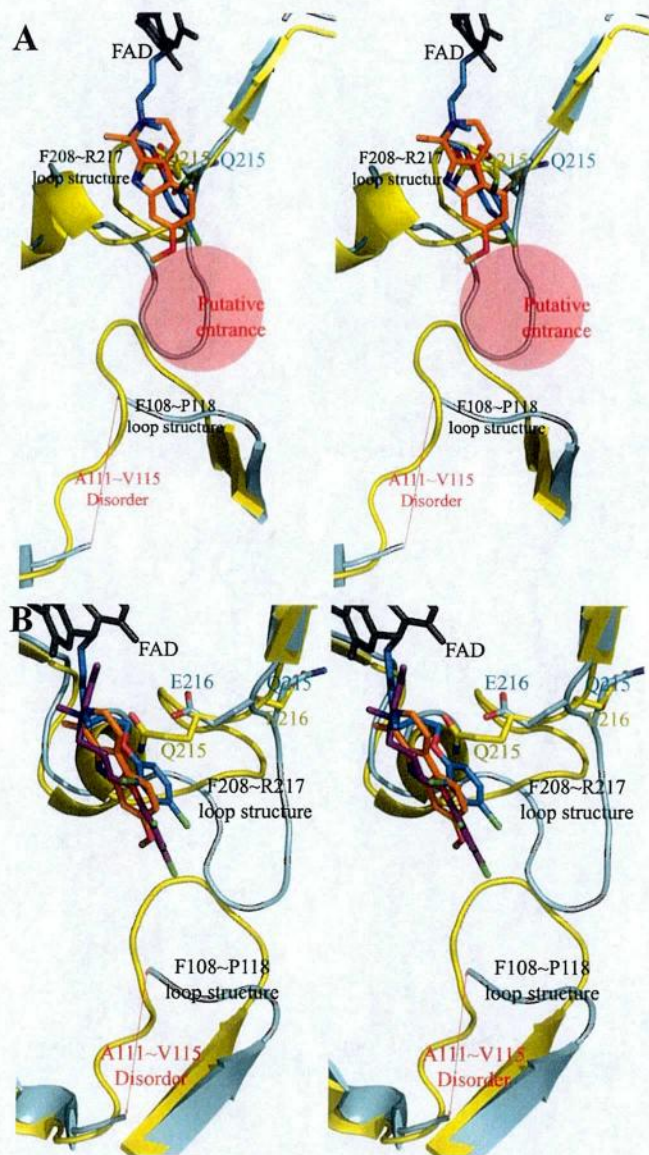 A
FAD
F208~R217
loop structure
Q215
Q215
Putative
entrance
F108~P118
loop structure
A111~V115
Disorder
FAD
F208~R217
loop structure
Q215
Q215
Putative
entrance
F108~P118
loop structure
A111~V115
Disorder
B
FAD
E216
Q215
E216
Q215
F208~R217
loop structure
F108~P118
loop structure
A111~V115
Disorder
FAD
E216
Q215
Q215
F208~R217
loop structure
F108~P118
loop structure
A111~V115
Disorder